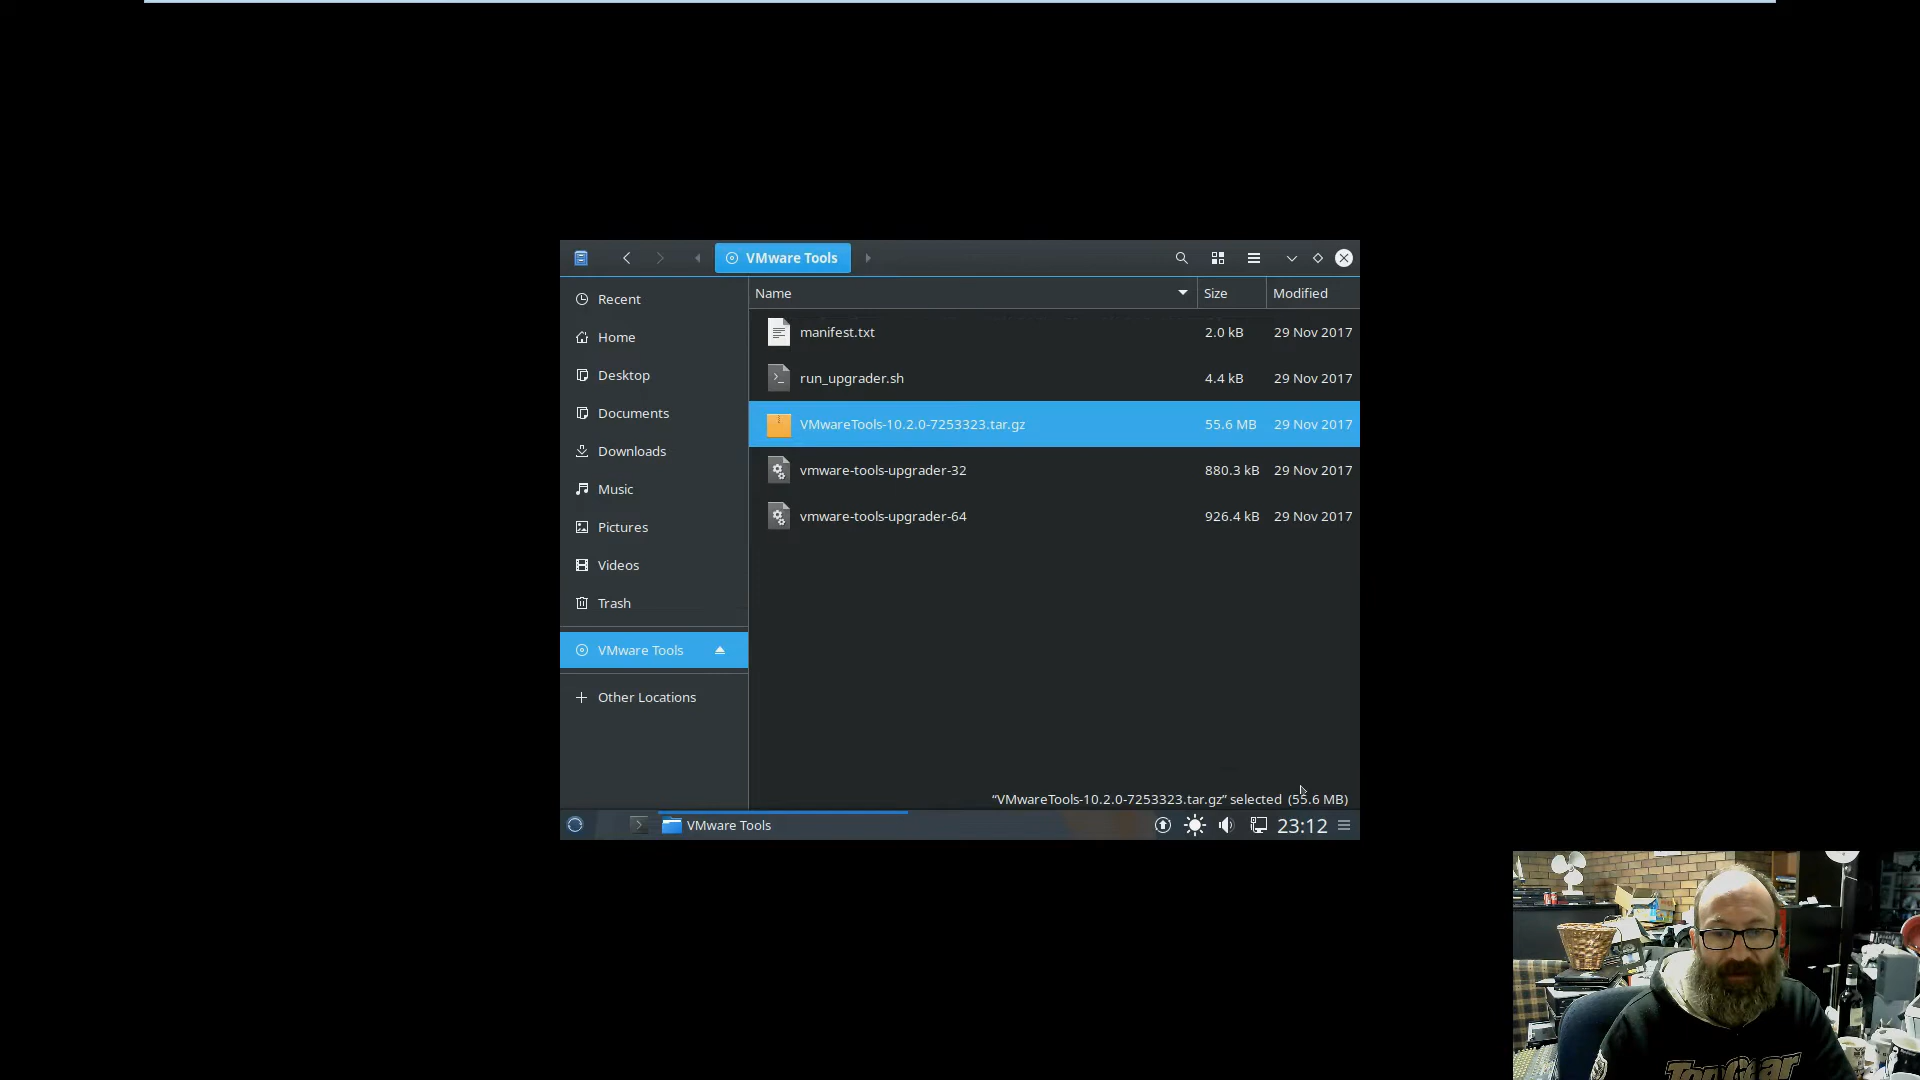 VMware Tools
Name Size Modified
Recent
Home
Desktop
Documents
Downloads
Music
Pictures
Videos
Trash
VMware Tools
Other Locations
manifest.txt 2.0 kB 29 Nov 2017
run_upgrader.sh 4.4 kB 29 Nov 2017
VMwareTools-10.2.0-7253323.tar.gz 55.6 MB 29 Nov 2017
vmware-tools-upgrader-32 880.3 kB 29 Nov 2017
vmware-tools-upgrader-64 926.4 kB 29 Nov 2017
“VMwareTools-10.2.0-7253323.tar.gz” selected (55.6 MB)
VMware Tools 23:12
TopGear